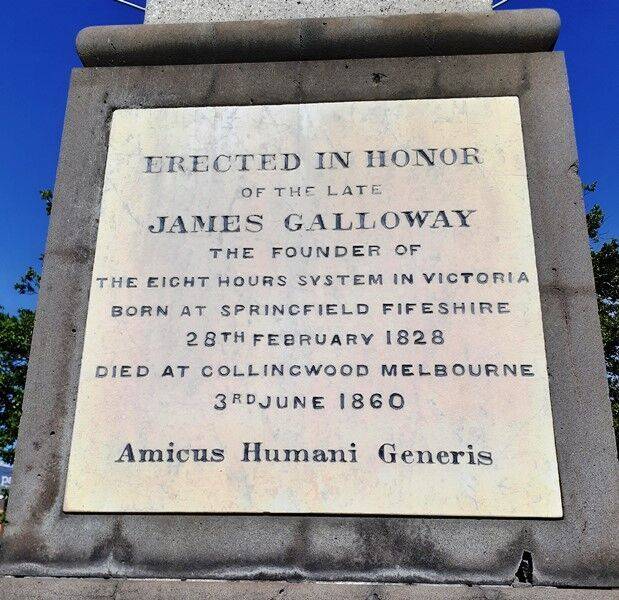 ERECTED IN HONOR
OF THE LATE
JAMES GALLOWAY
THE FOUNDER OF
THE EIGHT HOURS SYSTEM IN VICTORIA
BORN AT SPRINGFIELD FIFESHIRE
28TH FEBRUARY 1828
DIED AT COLLINGWOOD MELBOURNE
3RD JUNE 1860
Amicus Humani Generis